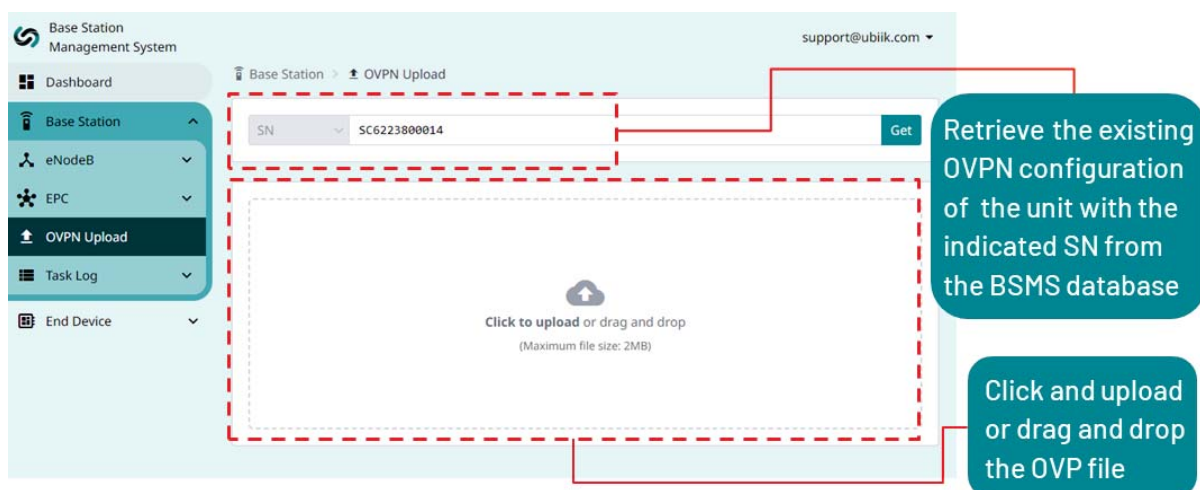 Base Station
Management System
support@ubiik.com
Dashboard
Base Station > OVPN Upload
Base Station
SN SC6223800014 Get
eNodeB
EPC
OVPN Upload
Task Log
End Device
Click to upload or drag and drop
(Maximum file size: 2MB)
Retrieve the existing
OVPN configuration
of the unit with the
indicated SN from
the BSMS database
Click and upload
or drag and drop
the OVP file